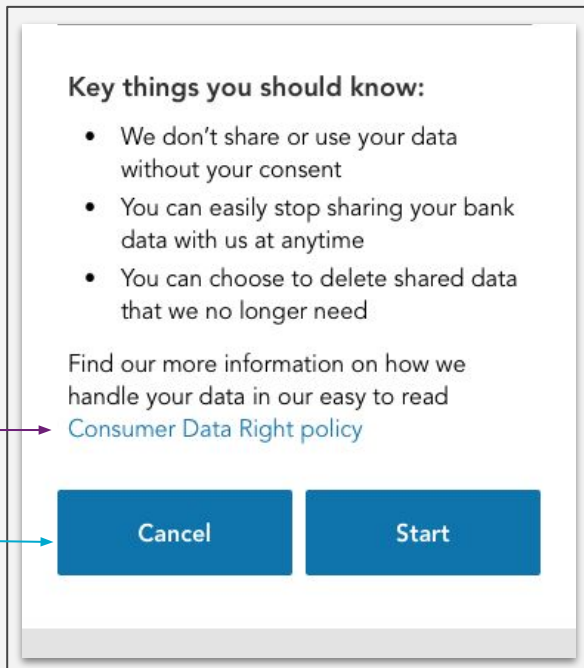 Key things you should know:
• We don’t share or use your data
without your consent
• You can easily stop sharing your bank
data with us at anytime
• You can choose to delete shared data
that we no longer need
Find our more information on how we
handle your data in our easy to read
Consumer Data Right policy
Cancel Start